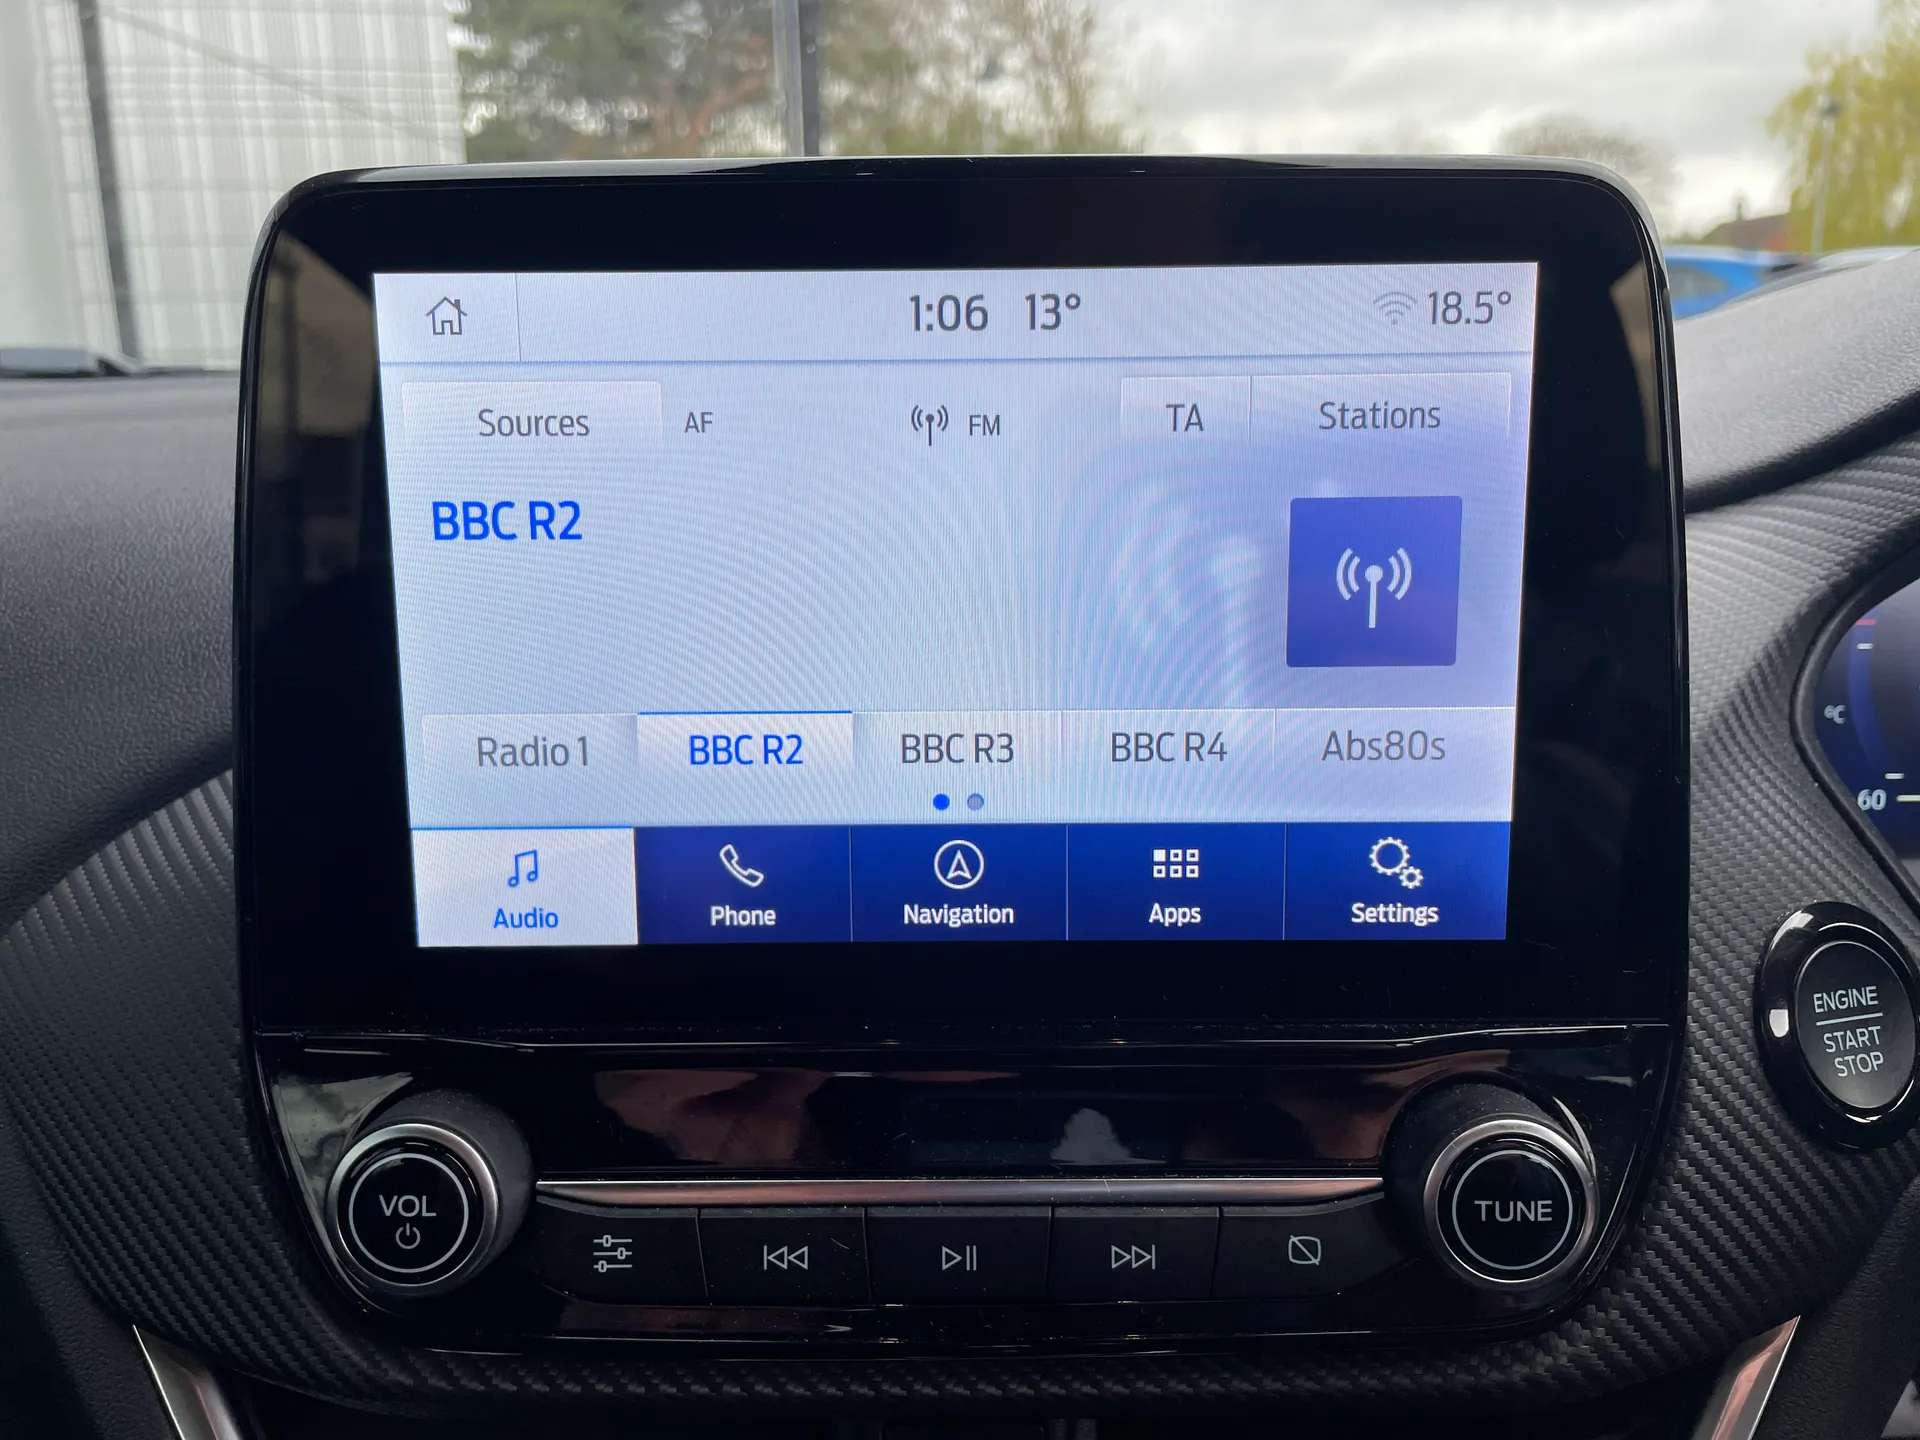 1:06 13° 18.5°
Sources AF FM TA Stations
BBC R2
Radio 1 BBC R2 BBC R3 BBC R4 Abs80s
Audio Phone Navigation Apps Settings
°C
60
ENGINE
START
STOP
VOL
TUNE